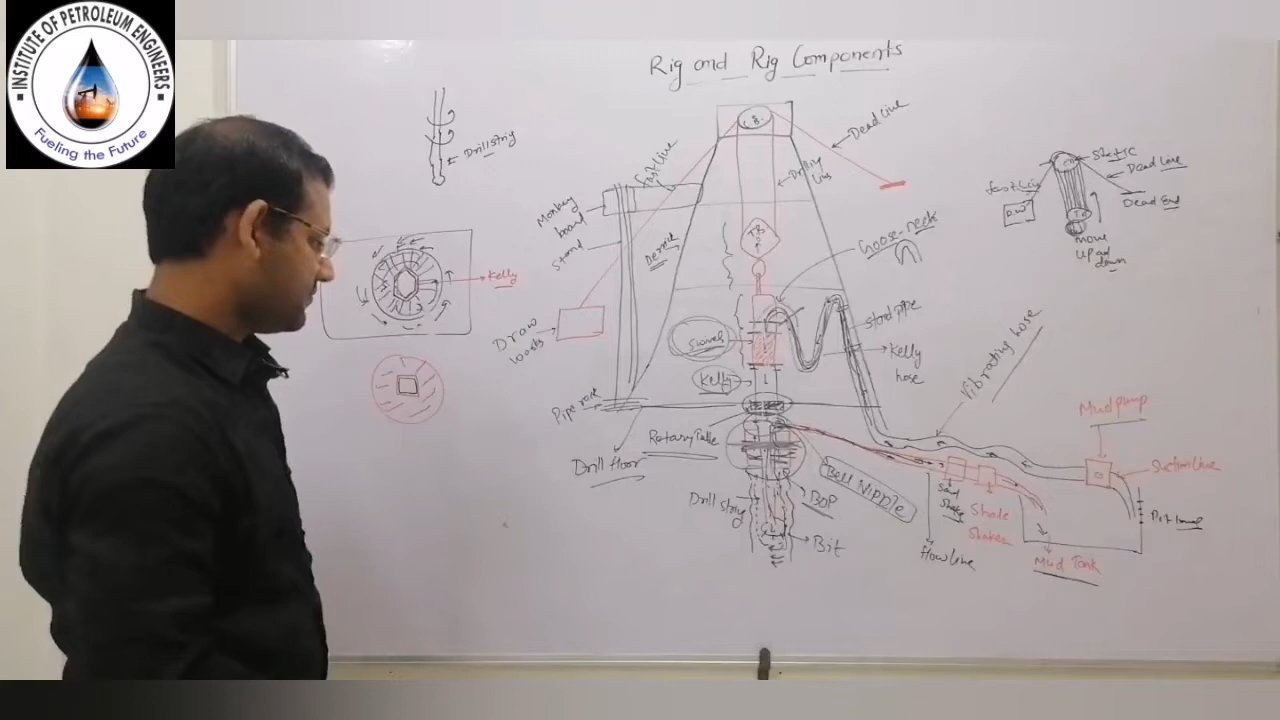 INSTITUTE OF PETROLEUM ENGINEERS
Fueling the Future
Rig and Rig Components
Drill strig
Kelly
Monkey
board
Stand
fast line
Derrick
Draw
works
Pipe rack
Drill floor
C.B.
Dead Line
Drilling
Line
T.B.
Goose-neck
Swivel
Kelly
Stand pipe
Kelly
hose
Vibrating hose
Rotary Table
Bell Nipple
BOP
Drill string
Bit
Flow line
Shale
Shaker
Mud Tank
Mud pump
Suction Line
Static
Dead Line
Dead End
fast Line
D.W
T.B
move
up and
down